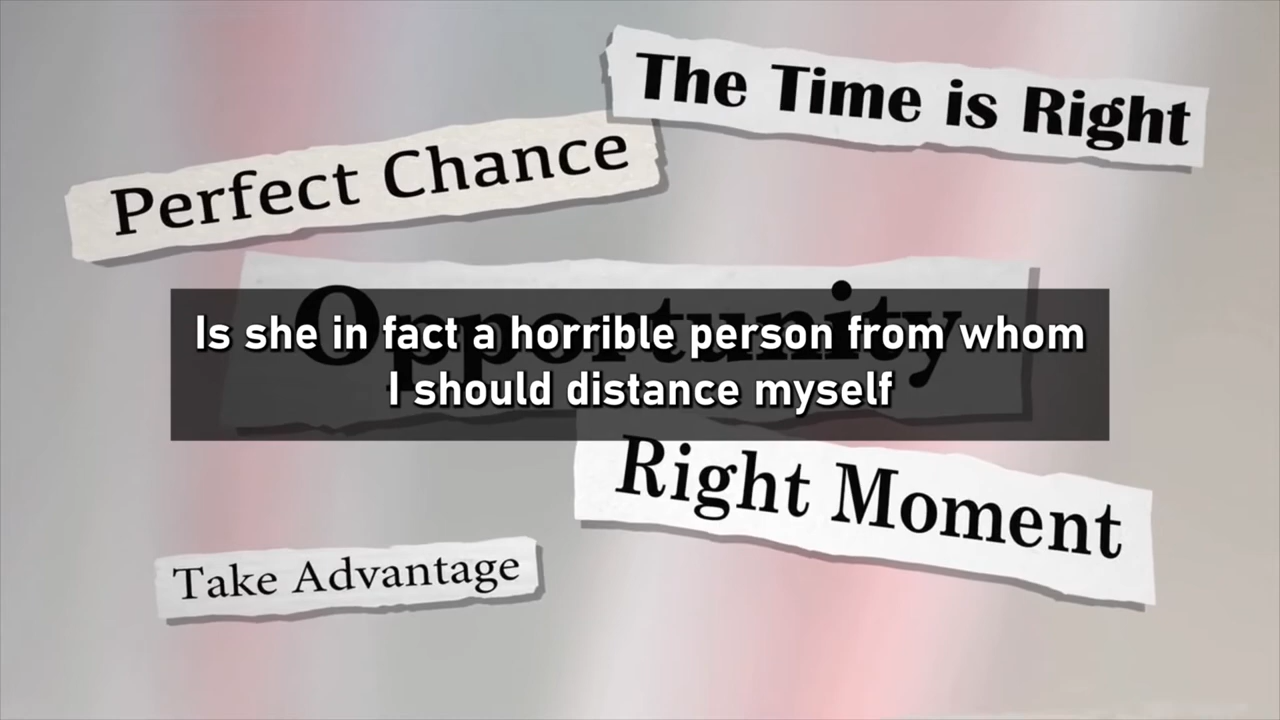 The Time is Right
Perfect Chance
Opportunity
Is she in fact a horrible person from whom
I should distance myself
Right Moment
Take Advantage